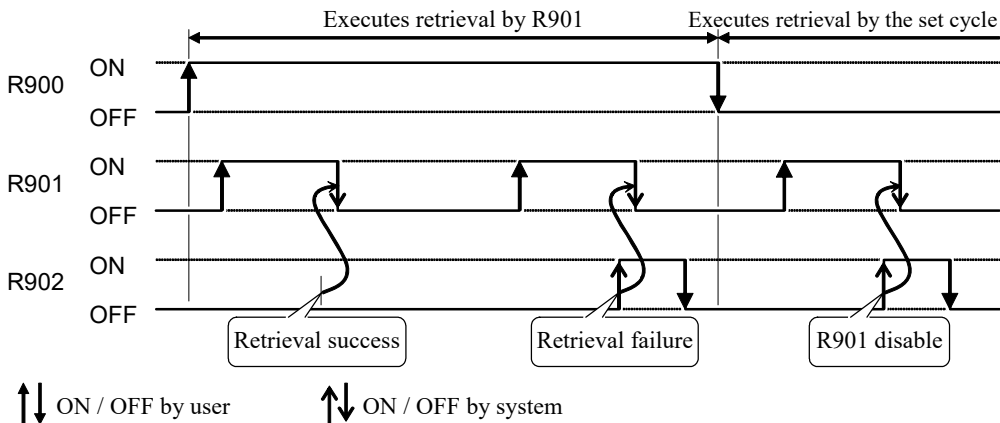 Executes retrieval by R901 Executes retrieval by the set cycle
R900 ON
OFF
R901 ON
OFF
R902 ON
OFF
Retrieval success Retrieval failure R901 disable
ON / OFF by user ON / OFF by system